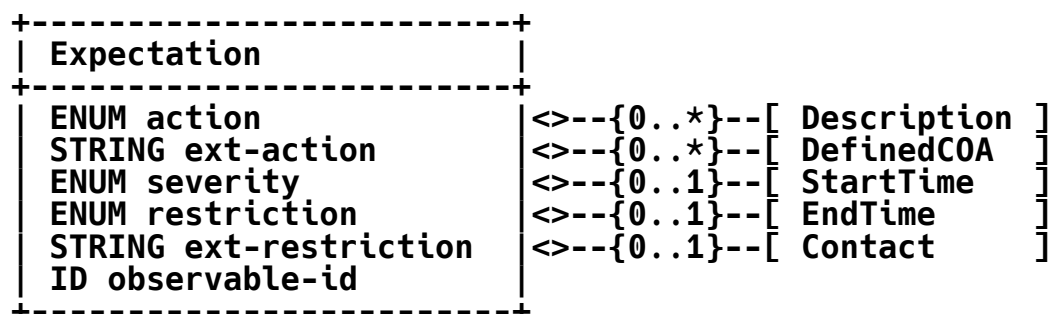 +-------------------------+
| Expectation             |
+-------------------------+
| ENUM action             |<>--{0..*}--[ Description ]
| STRING ext-action       |<>--{0..*}--[ DefinedCOA  ]
| ENUM severity           |<>--{0..1}--[ StartTime   ]
| ENUM restriction        |<>--{0..1}--[ EndTime     ]
| STRING ext-restriction  |<>--{0..1}--[ Contact     ]
| ID observable-id        |
+-------------------------+